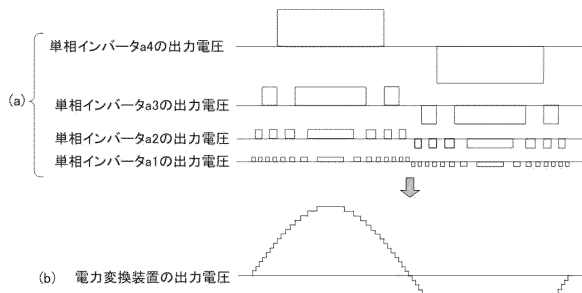 単相インバータa4の出力電圧
(a)
単相インバータa3の出力電圧
単相インバータa2の出力電圧
単相インバータa1の出力電圧
(b) 電力変換装置の出力電圧